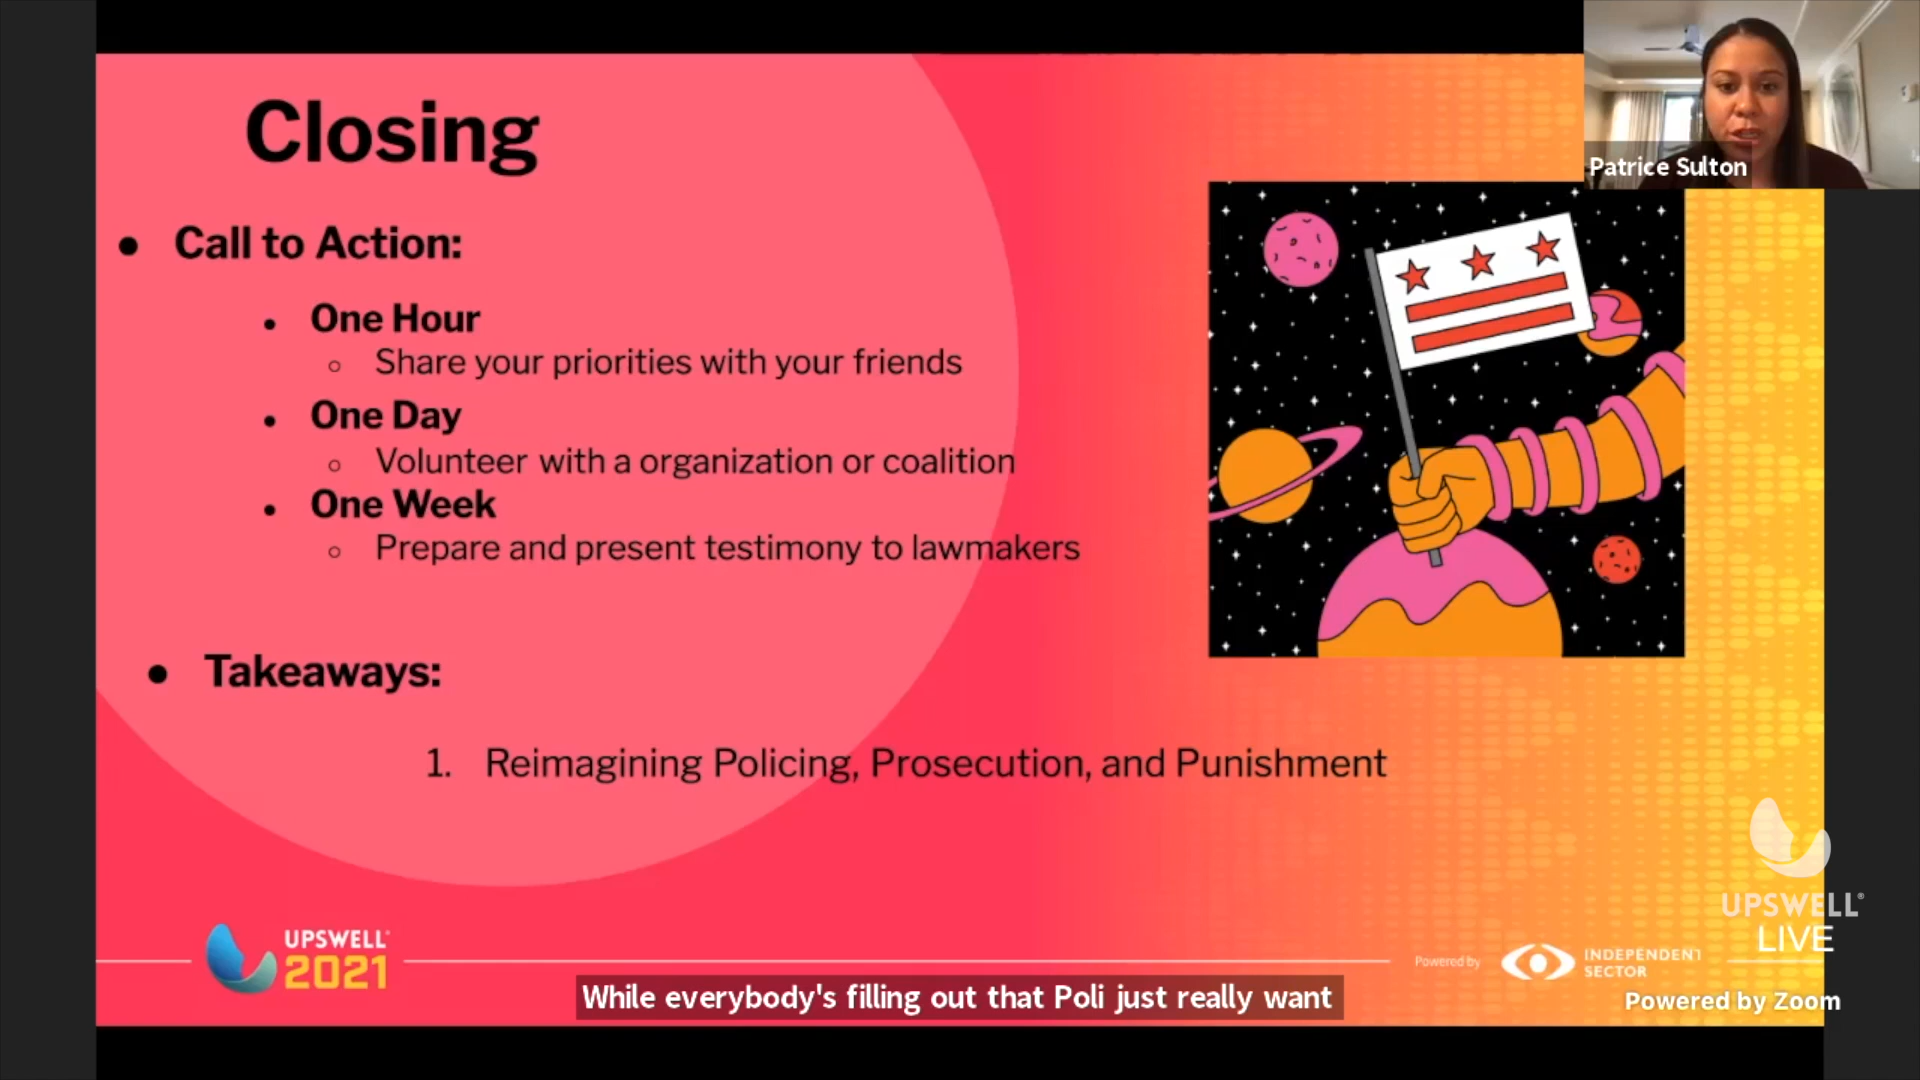 Closing
Patrice Sulton
● Call to Action:
● One Hour
○ Share your priorities with your friends
● One Day
○ Volunteer with a organization or coalition
● One Week
○ Prepare and present testimony to lawmakers
● Takeaways:
1. Reimagining Policing, Prosecution, and Punishment
UPSWELL®
LIVE
UPSWELL
2021
Powered by
INDEPENDENT
SECTOR
While everybody's filling out that Poli just really want
Powered by Zoom